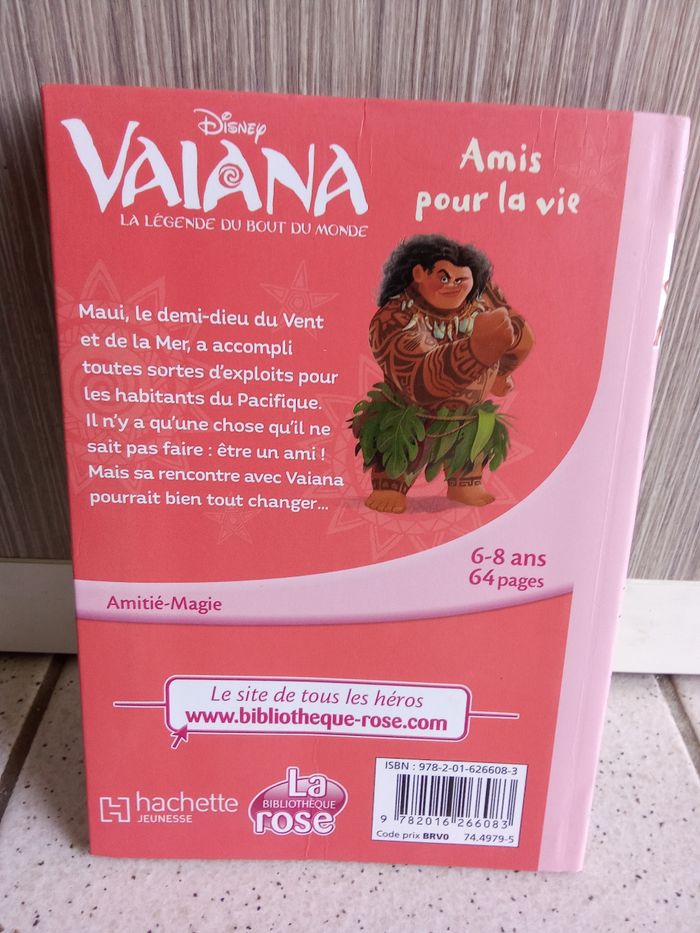 Disney
VAIANA
LA LÉGENDE DU BOUT DU MONDE
Amis
pour la vie
Maui, le demi-dieu du Vent
et de la Mer, a accompli
toutes sortes d'exploits pour
les habitants du Pacifique.
Il n'y a qu'une chose qu'il ne
sait pas faire : être un ami !
Mais sa rencontre avec Vaiana
pourrait bien tout changer...
6-8 ans
64 pages
Amitié-Magie
Le site de tous les héros
www.bibliotheque-rose.com
hachette
JEUNESSE
La
BIBLIOTHÈQUE
rose
ISBN : 978-2-01-626608-3
9 782016 266083
Code prix BRV0 74.4979-5